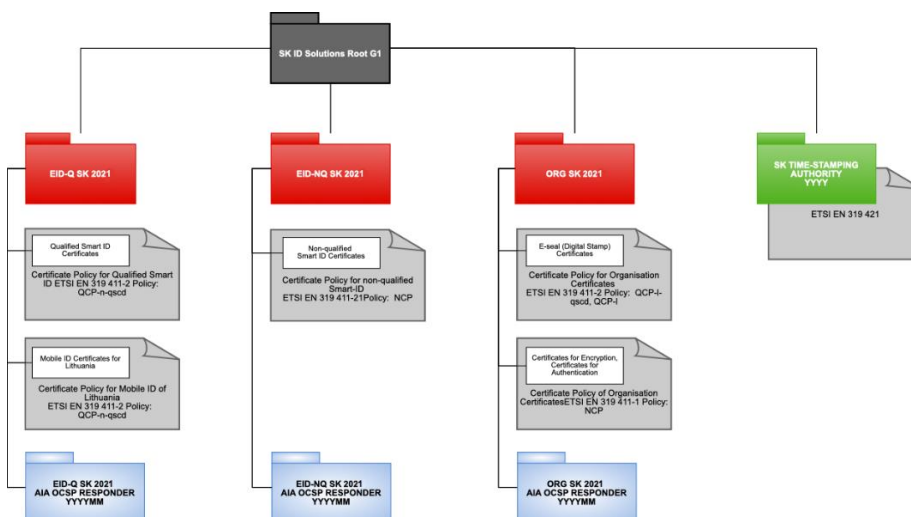 SK ID Solutions Root G1
EID-Q SK 2021
Qualified Smart ID
Certificates
Certificate Policy for Qualified Smart
ID ETSI EN 319 411-2 Policy:
QCP-n-qscd
Mobile ID Certificates for
Lithuania
Certificate Policy for Mobile ID of
Lithuania
ETSI EN 319 411-2 Policy:
QCP-n-qscd
EID-Q SK 2021
AIA OCSP RESPONDER
YYYYMM
EID-NQ SK 2021
Non-qualified
Smart ID Certificates
Certificate Policy for non-qualified
Smart-ID
ETSI EN 319 411-21Policy: NCP
EID-NQ SK 2021
AIA OCSP RESPONDER
YYYYMM
ORG SK 2021
E-seal (Digital Stamp)
Certificates
Certificate Policy for Organisation
Certificates
ETSI EN 319 411-2 Policy: QCP-l-
qscd, QCP-l
Certificates for Encryption,
Certificates for
Authentication
Certificate Policy of Organisation
CertificatesETSI EN 319 411-1 Policy:
NCP
ORG SK 2021
AIA OCSP RESPONDER
YYYYMM
SK TIME-STAMPING
AUTHORITY
YYYY
ETSI EN 319 421